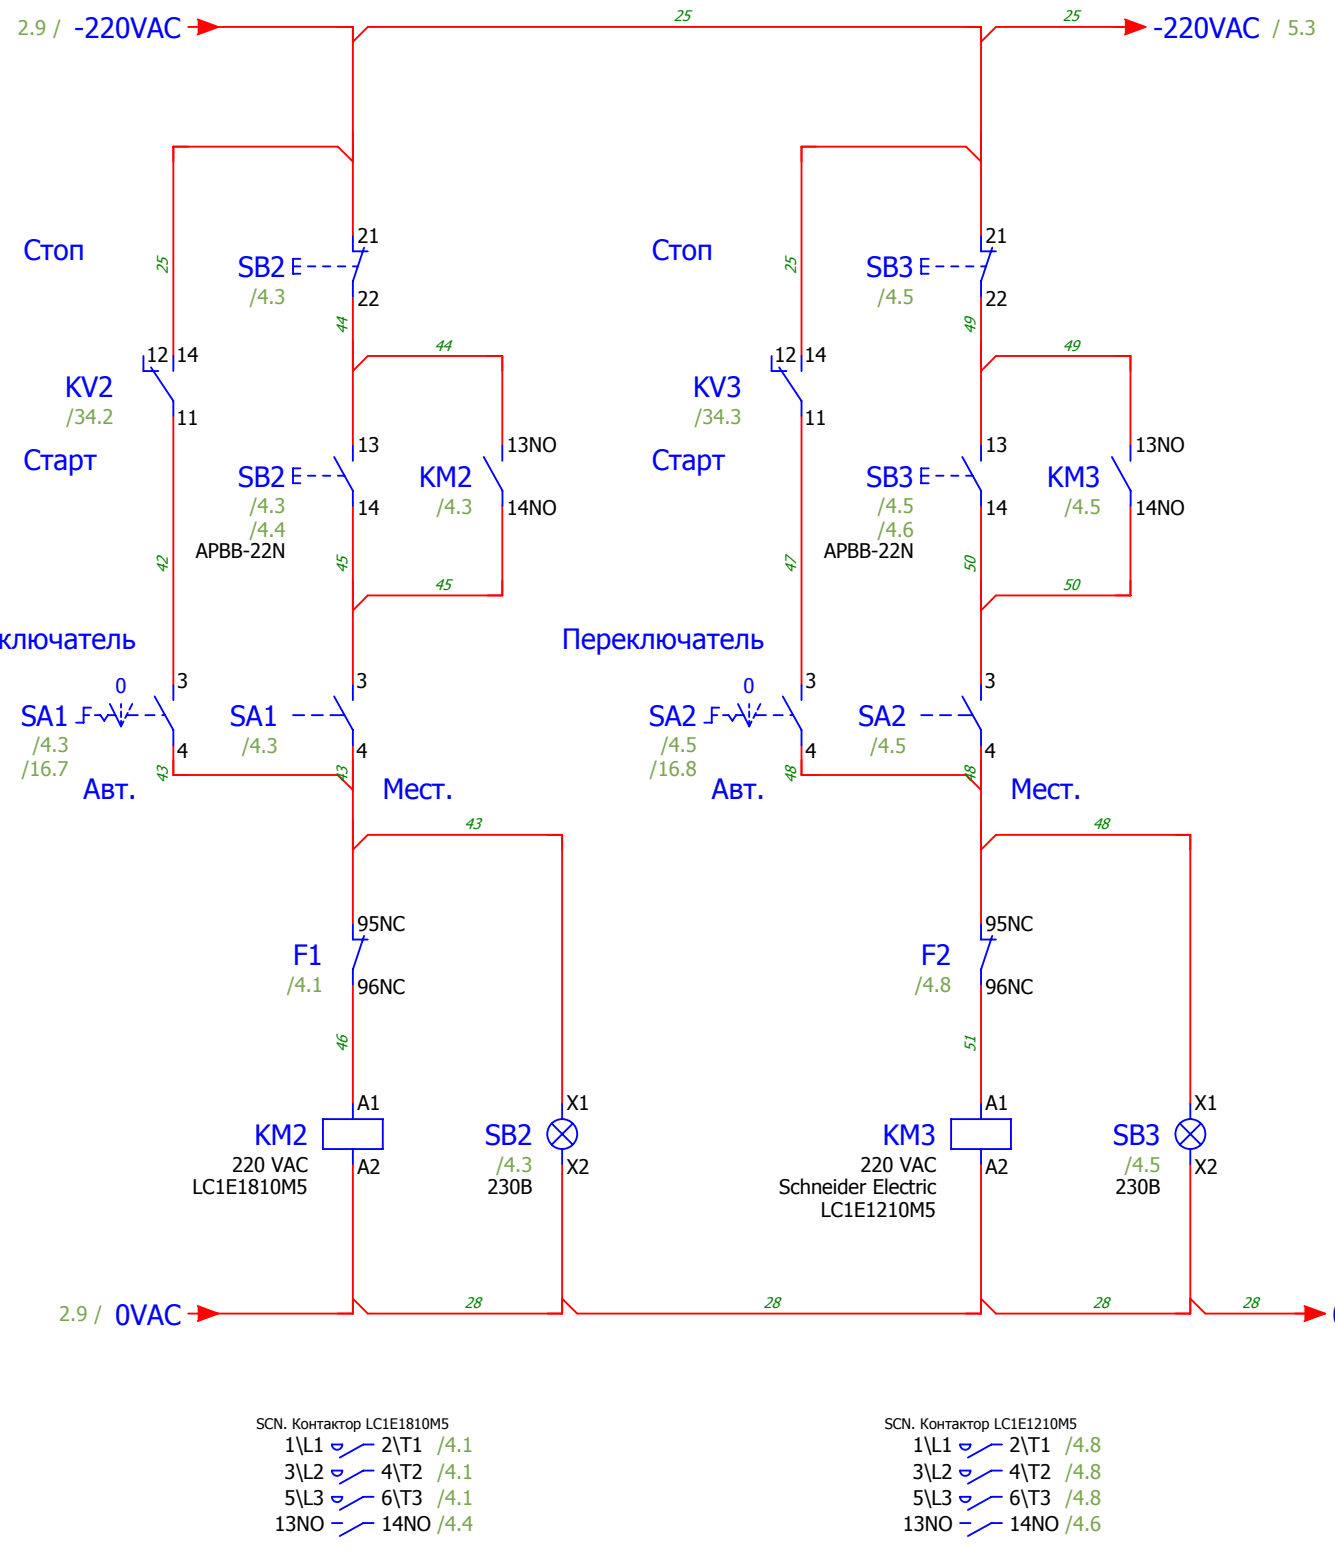 2.9 / -220VAC 25 25 -220VAC / 5.3
Стоп 25 SB2 21 Стоп 25 SB3 21
/4.3 22 /4.5 22
44 44 49 49
12 14 12 14
KV2 KV3
/34.2 11 /34.3 11
Старт SB2 13 KM2 13NO Старт SB3 13 KM3 13NO
/4.3 14 /4.3 14NO /4.5 14 /4.5 14NO
/4.4 /4.6
APBB-22N APBB-22N
42 45 45 47 50 50
ключатель Переключатель
0 3 3 0 3 3
SA1 SA1 SA2 SA2
/4.3 4 /4.3 4 /4.5 4 /4.5 4
/16.7 43 43 /16.8 48 48
Авт. Мест. Авт. Мест.
43 48
95NC 95NC
F1 F2
/4.1 96NC /4.8 96NC
46 51
A1 X1 A1 X1
KM2 SB2 KM3 SB3
220 VAC A2 /4.3 X2 220 VAC A2 /4.5 X2
LC1E1810M5 230В Schneider Electric 230В
LC1E1210M5
2.9 / 0VAC 28 28 28 28
SCN. Контактор LC1E1810M5
1\L1 2\T1 /4.1
3\L2 4\T2 /4.1
5\L3 6\T3 /4.1
13NO 14NO /4.4
SCN. Контактор LC1E1210M5
1\L1 2\T1 /4.8
3\L2 4\T2 /4.8
5\L3 6\T3 /4.8
13NO 14NO /4.6